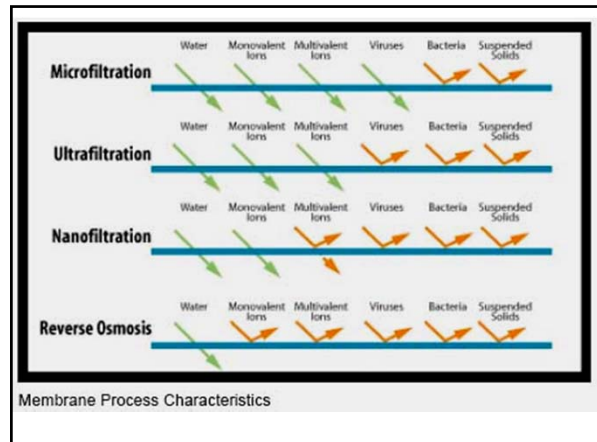 Water Monovalent Ions Multivalent Ions Viruses Bacteria Suspended Solids
Microfiltration
Water Monovalent Ions Multivalent Ions Viruses Bacteria Suspended Solids
Ultrafiltration
Water Monovalent Ions Multivalent Ions Viruses Bacteria Suspended Solids
Nanofiltration
Water Monovalent Ions Multivalent Ions Viruses Bacteria Suspended Solids
Reverse Osmosis
Membrane Process Characteristics